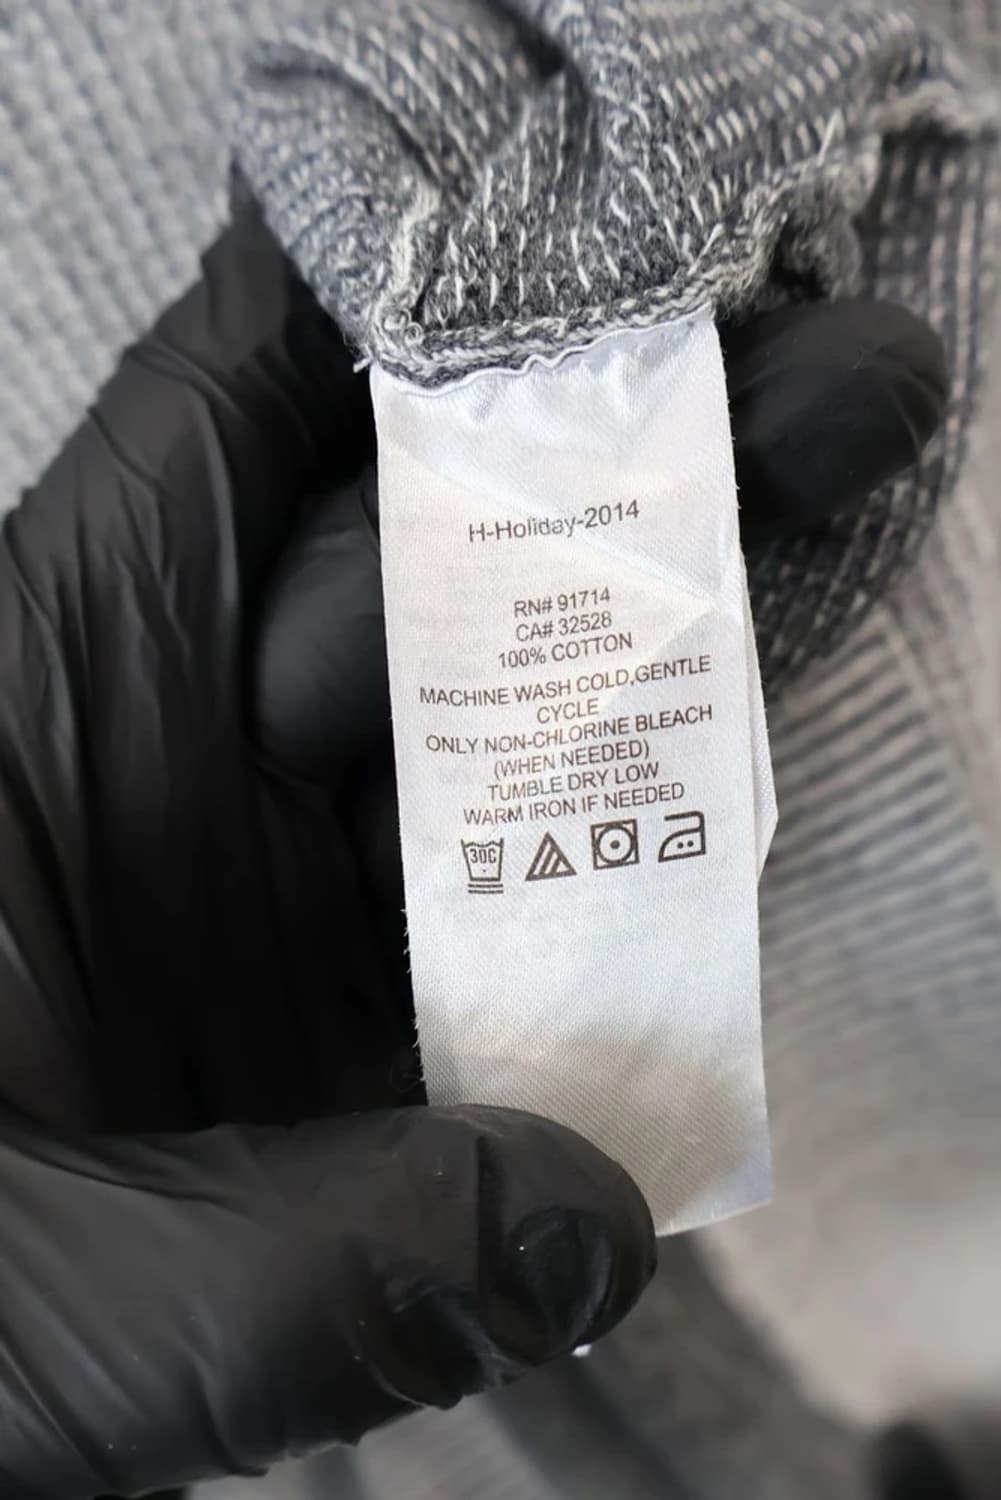 H-Holiday-2014
RN# 91714
CA# 32528
100% COTTON
MACHINE WASH COLD,GENTLE
CYCLE
ONLY NON-CHLORINE BLEACH
(WHEN NEEDED)
TUMBLE DRY LOW
WARM IRON IF NEEDED
30C